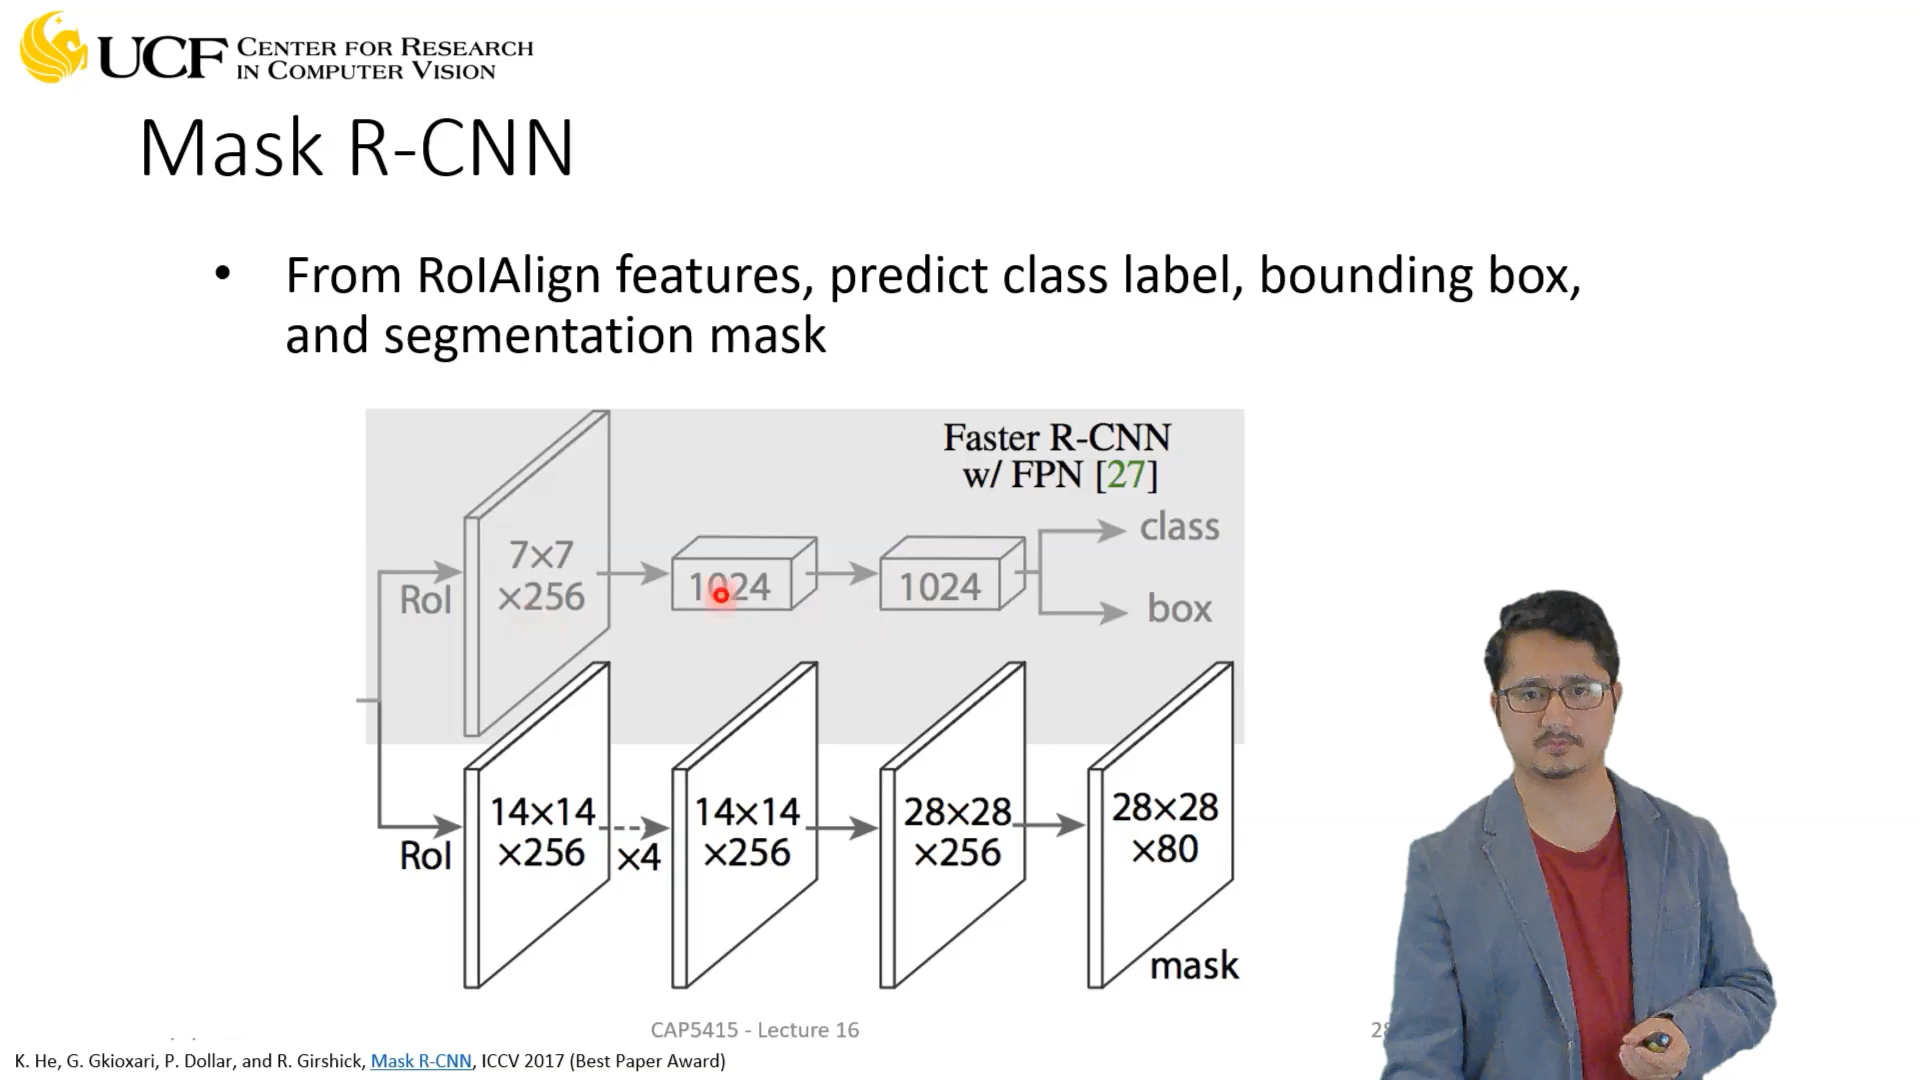 UCF CENTER FOR RESEARCH
IN COMPUTER VISION
Mask R-CNN
• From RoIAlign features, predict class label, bounding box,
and segmentation mask
Faster R-CNN
w/ FPN [27]
class
7×7
×256
RoI
1024
1024
box
14×14
×256
RoI
×4
14×14
×256
28×28
×256
28×28
×80
mask
CAP5415 - Lecture 16
K. He, G. Gkioxari, P. Dollar, and R. Girshick, Mask R-CNN, ICCV 2017 (Best Paper Award)